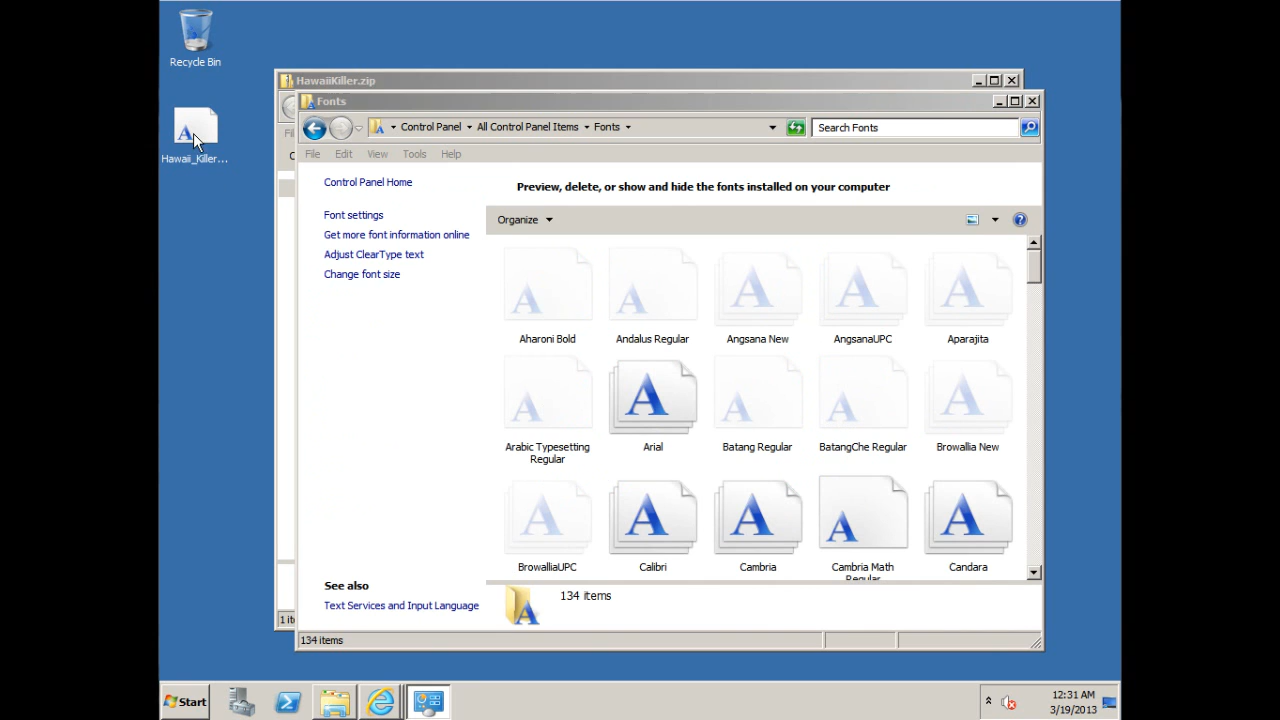 Recycle Bin
Hawaii_Killer...
HawaiiKiller.zip
Fonts
Control Panel All Control Panel Items Fonts
Search Fonts
File Edit View Tools Help
Control Panel Home
Preview, delete, or show and hide the fonts installed on your computer
Font settings
Organize
Get more font information online
Adjust ClearType text
Change font size
Aharoni Bold
Andalus Regular
Angsana New
AngsanaUPC
Aparajita
Arabic Typesetting
Regular
Arial
Batang Regular
BatangChe Regular
Browallia New
BrowalliaUPC
Calibri
Cambria
Cambria Math
Regular
Candara
See also
Text Services and Input Language
134 items
134 items
Start
12:31 AM
3/19/2013